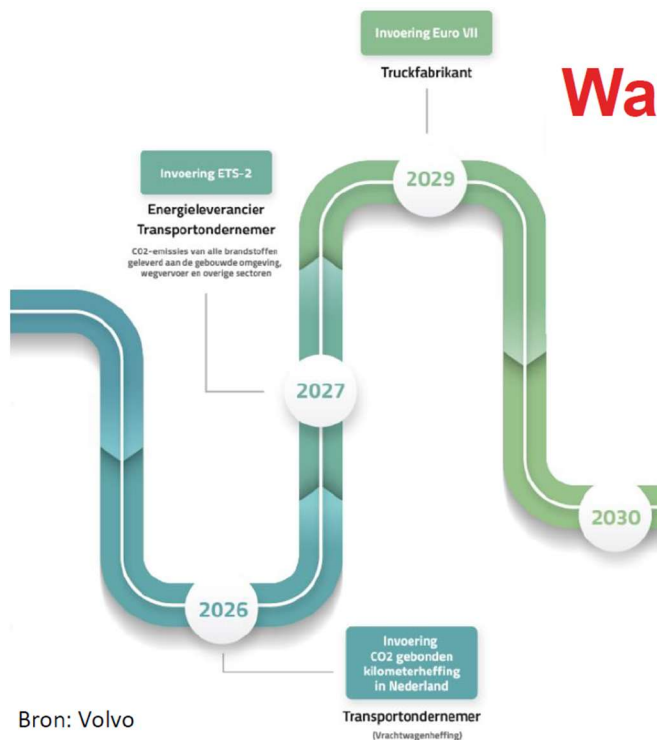 Invoering Euro VII
Truckfabrikant
Wa
2029
Invoering ETS-2
Energieleverancier
Transportondernemer
CO2-emissies van alle brandstoffen
geleverd aan de gebouwde omgeving,
wegvervoer en overige sectoren
2027
2030
2026
Invoering
CO2 gebonden
kilometerheffing
in Nederland
Transportondernemer
(Vrachtwagenheffing)
Bron: Volvo